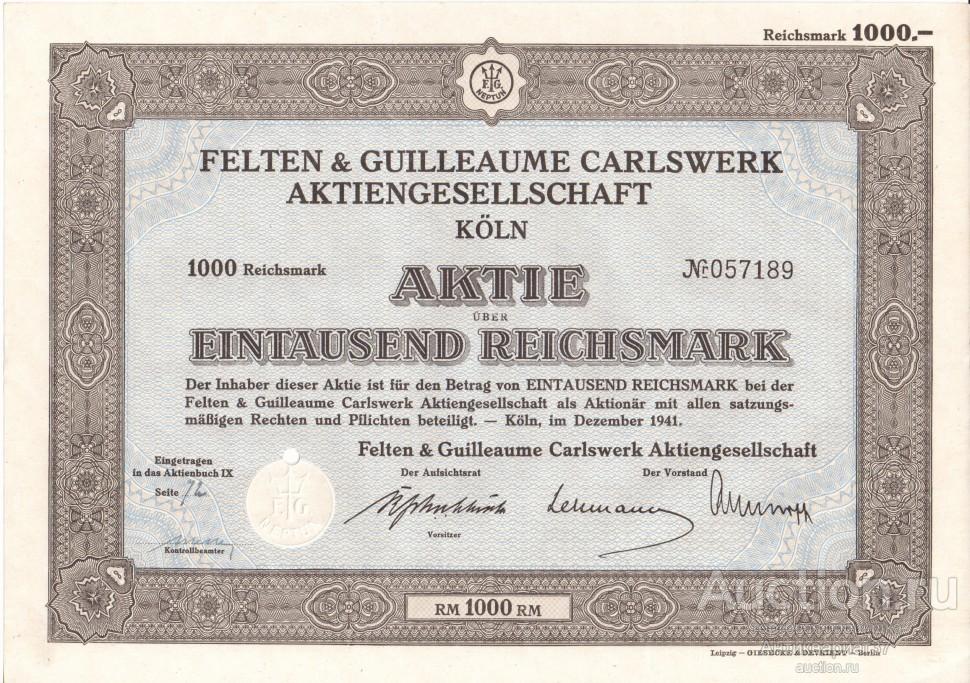 Reichsmark 1000.—
F.G.
NEPTUN
FELTEN & GUILLEAUME CARLSWERK
AKTIENGESELLSCHAFT
KÖLN
1000 Reichsmark
AKTIE
№ 057189
ÜBER
EINTAUSEND REICHSMARK
Der Inhaber dieser Aktie ist für den Betrag von EINTAUSEND REICHSMARK bei der
Felten & Guilleaume Carlswerk Aktiengesellschaft als Aktionär mit allen satzungs-
mäßigen Rechten und Pflichten beteiligt. — Köln, im Dezember 1941.
Felten & Guilleaume Carlswerk Aktiengesellschaft
Eingetragen
in das Aktienbuch IX
Seite
Der Aufsichtsrat
Der Vorstand
F.G.
NEPTUN
Lehmann
Vorsitzer
Kontrollbeamter
RM 1000 RM
Leipzig — GIESECKE & DEVRIENT — Berlin
Auction.ru
Антиквариат37
auction.ru